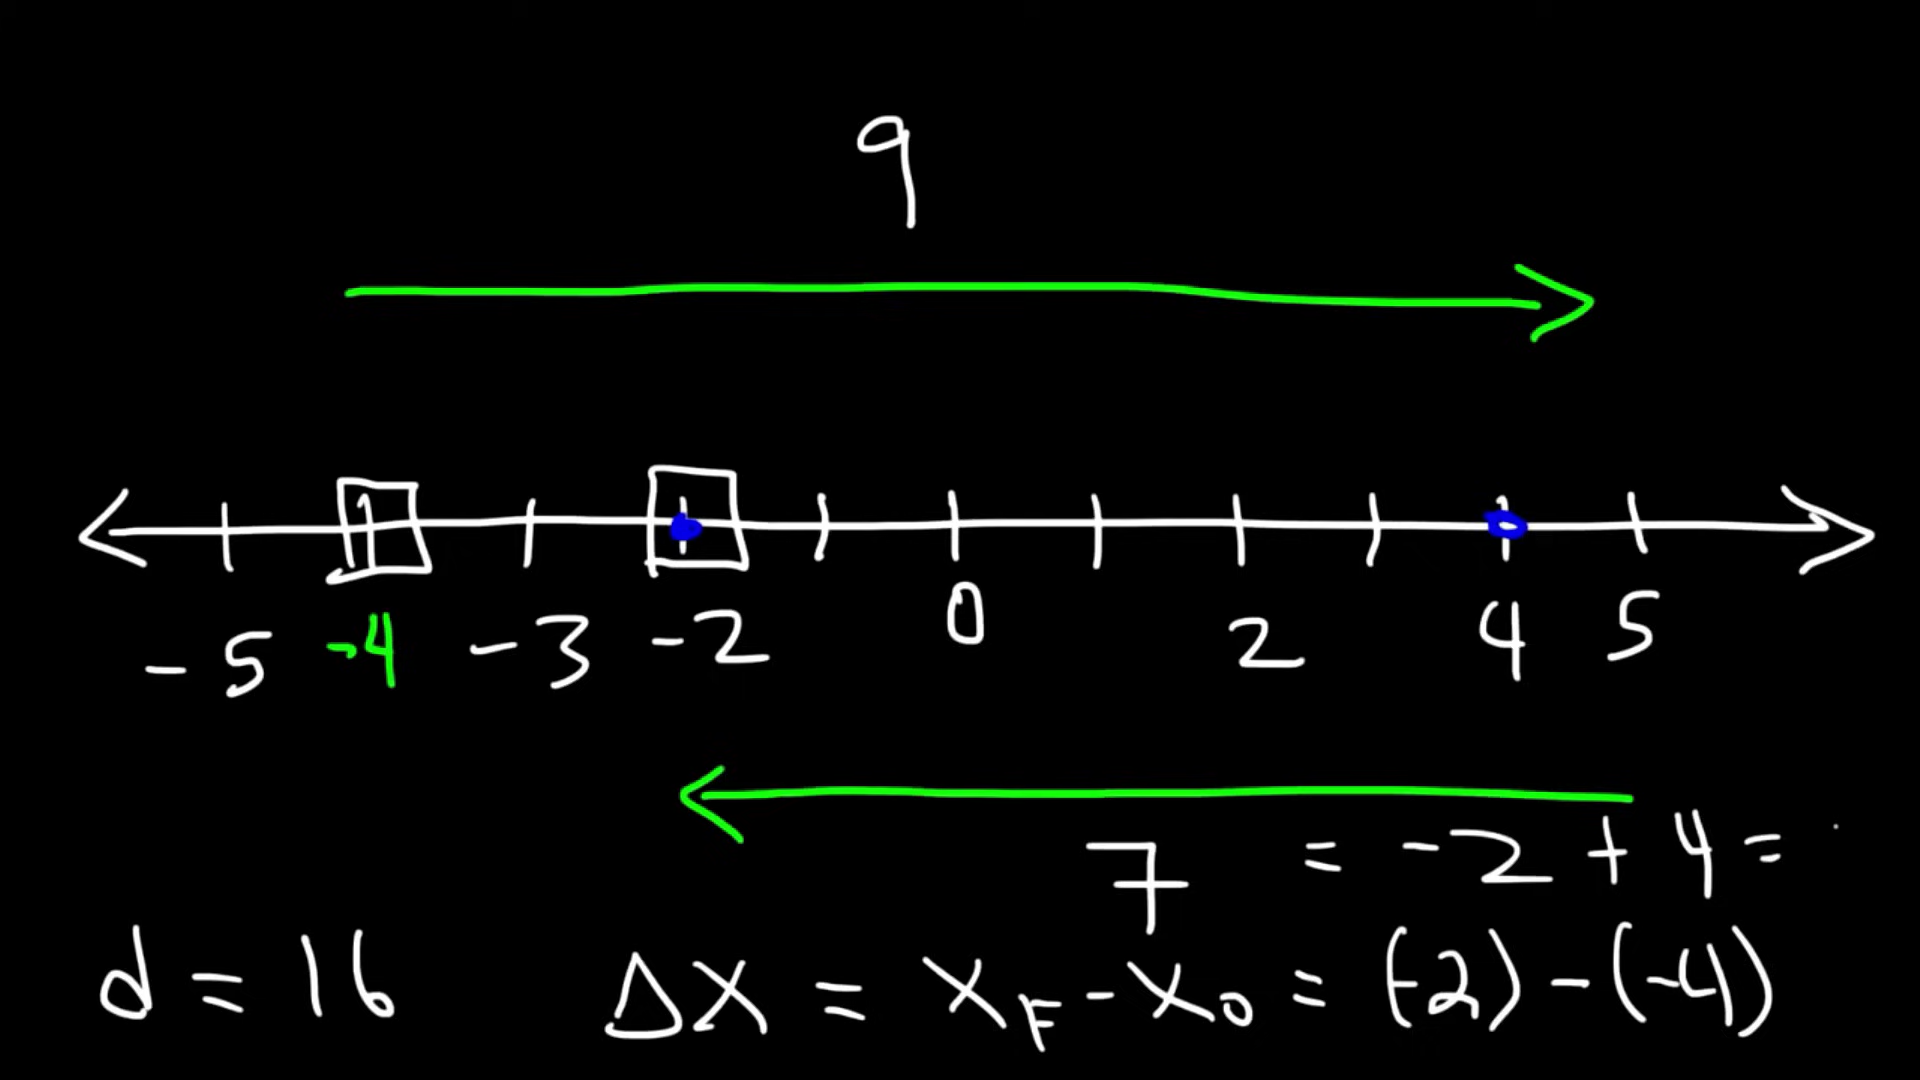 9
-5 -4 -3 -2 0 2 4 5
7 = -2 + 4 =
d = 16 Δx = x_F - x_0 = (-2) - (-4)